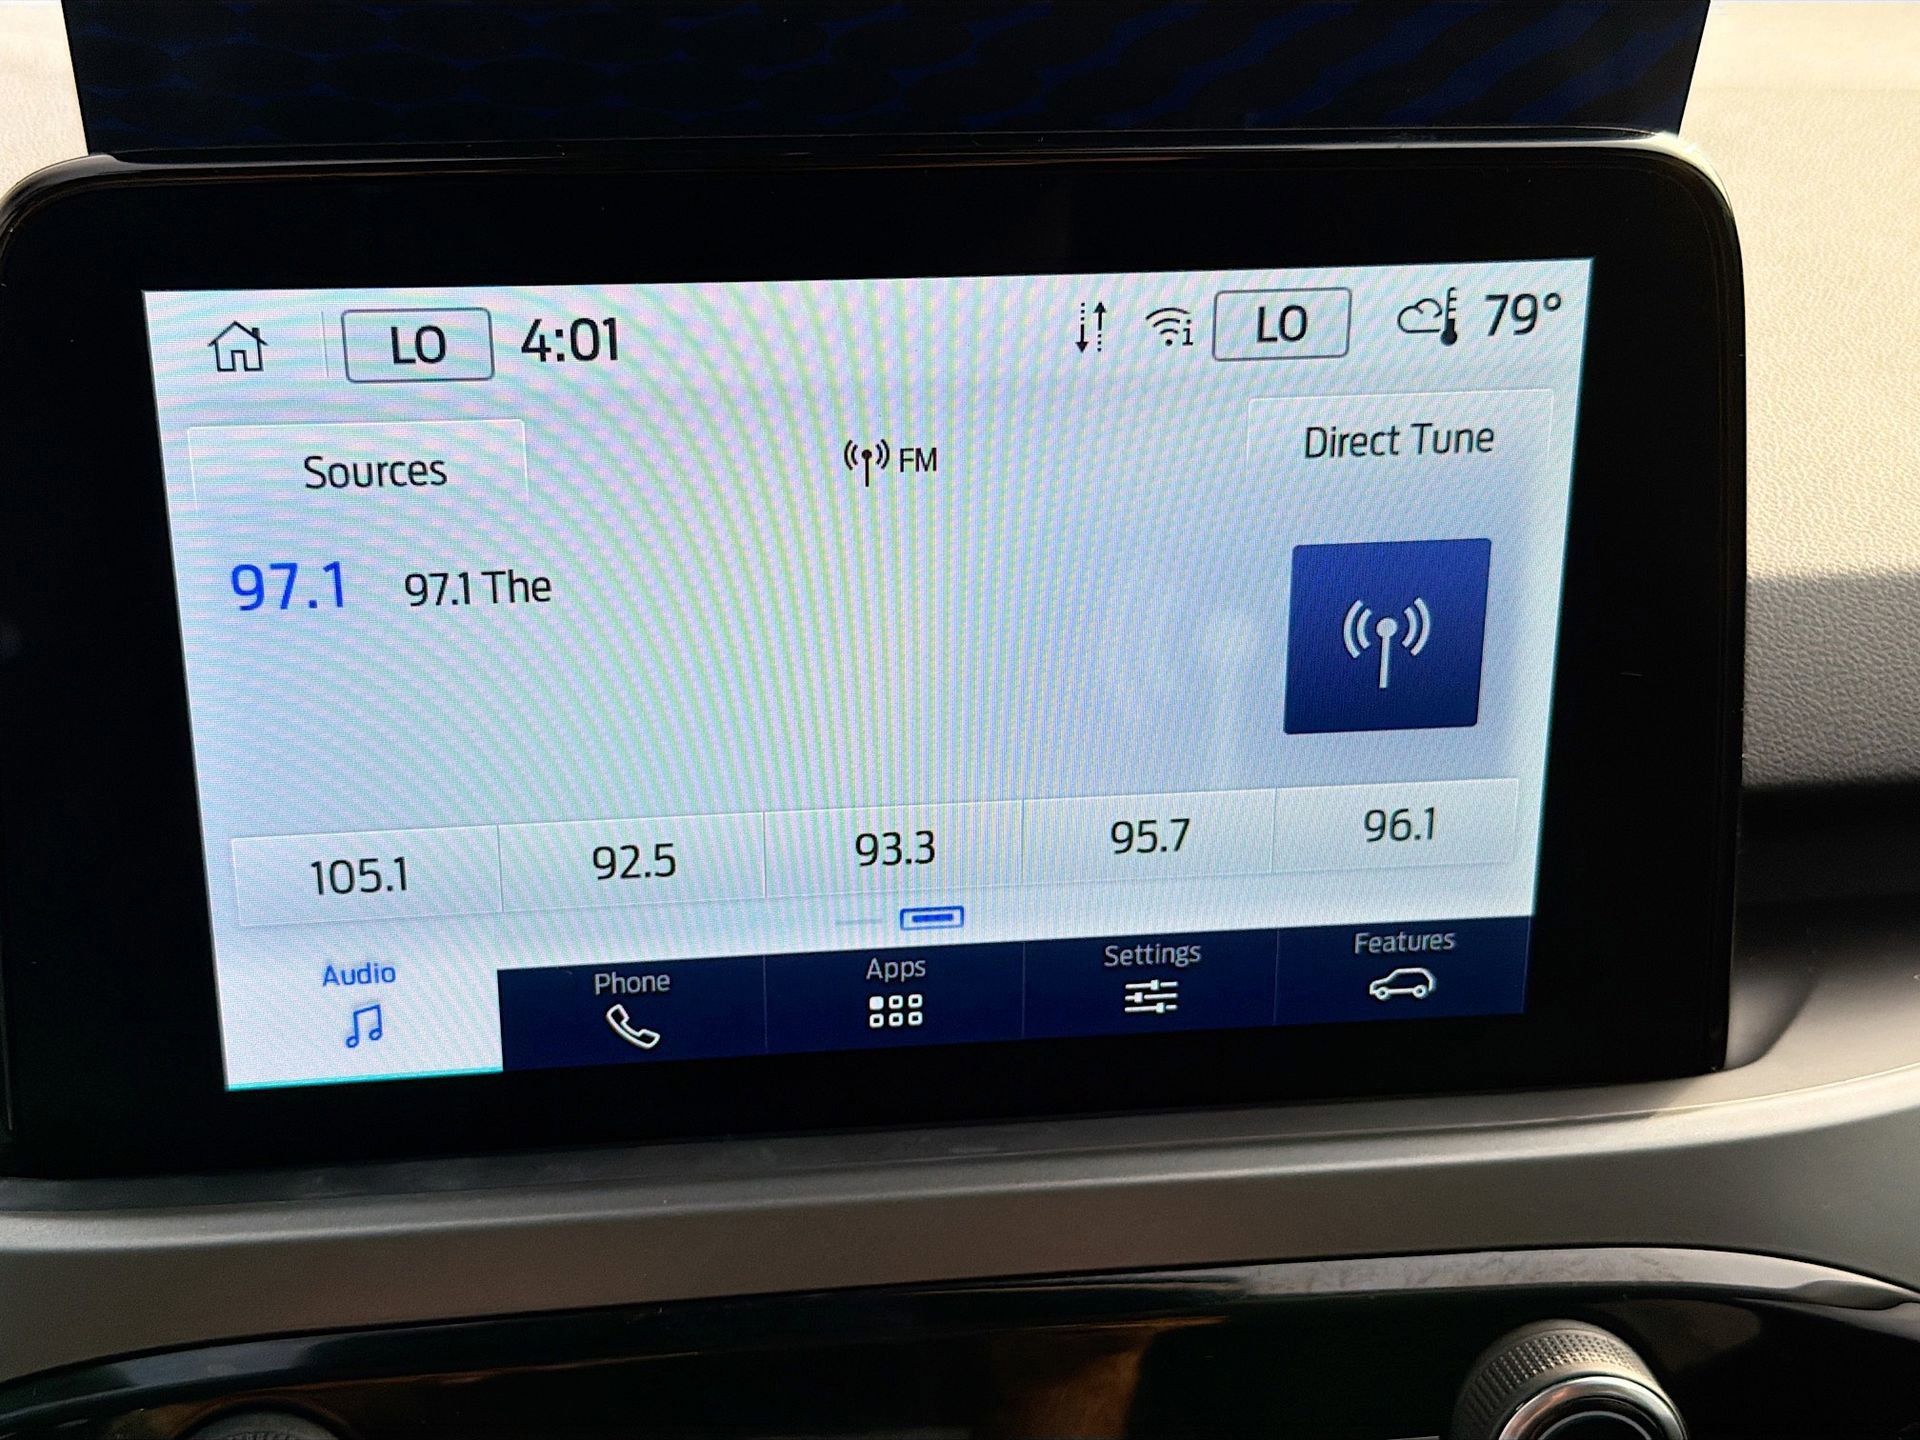 LO 4:01 LO 79°
Sources FM Direct Tune
97.1 97.1 The
105.1 92.5 93.3 95.7 96.1
Audio Phone Apps Settings Features